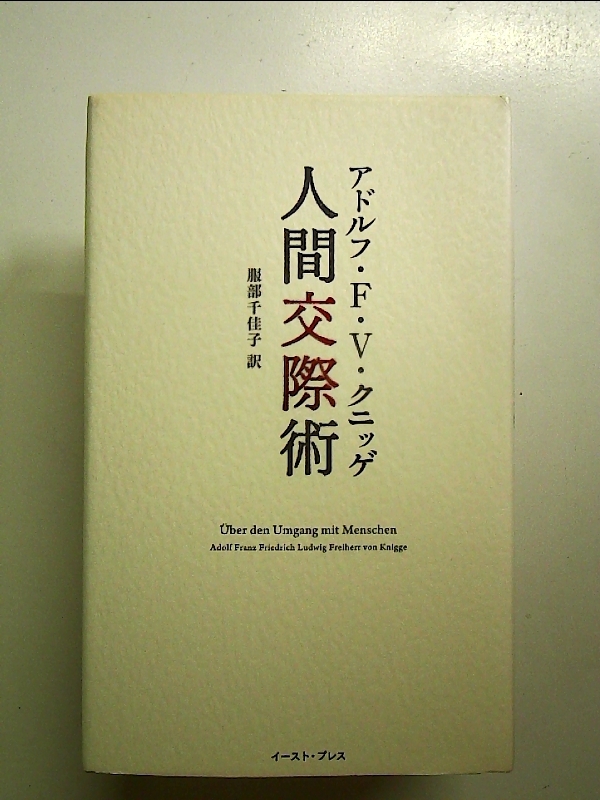 アドルフ・F・V・クニッゲ
人間交際術
服部千佳子 訳
Über den Umgang mit Menschen
Adolf Franz Friedrich Ludwig Freiherr von Knigge
イースト・プレス